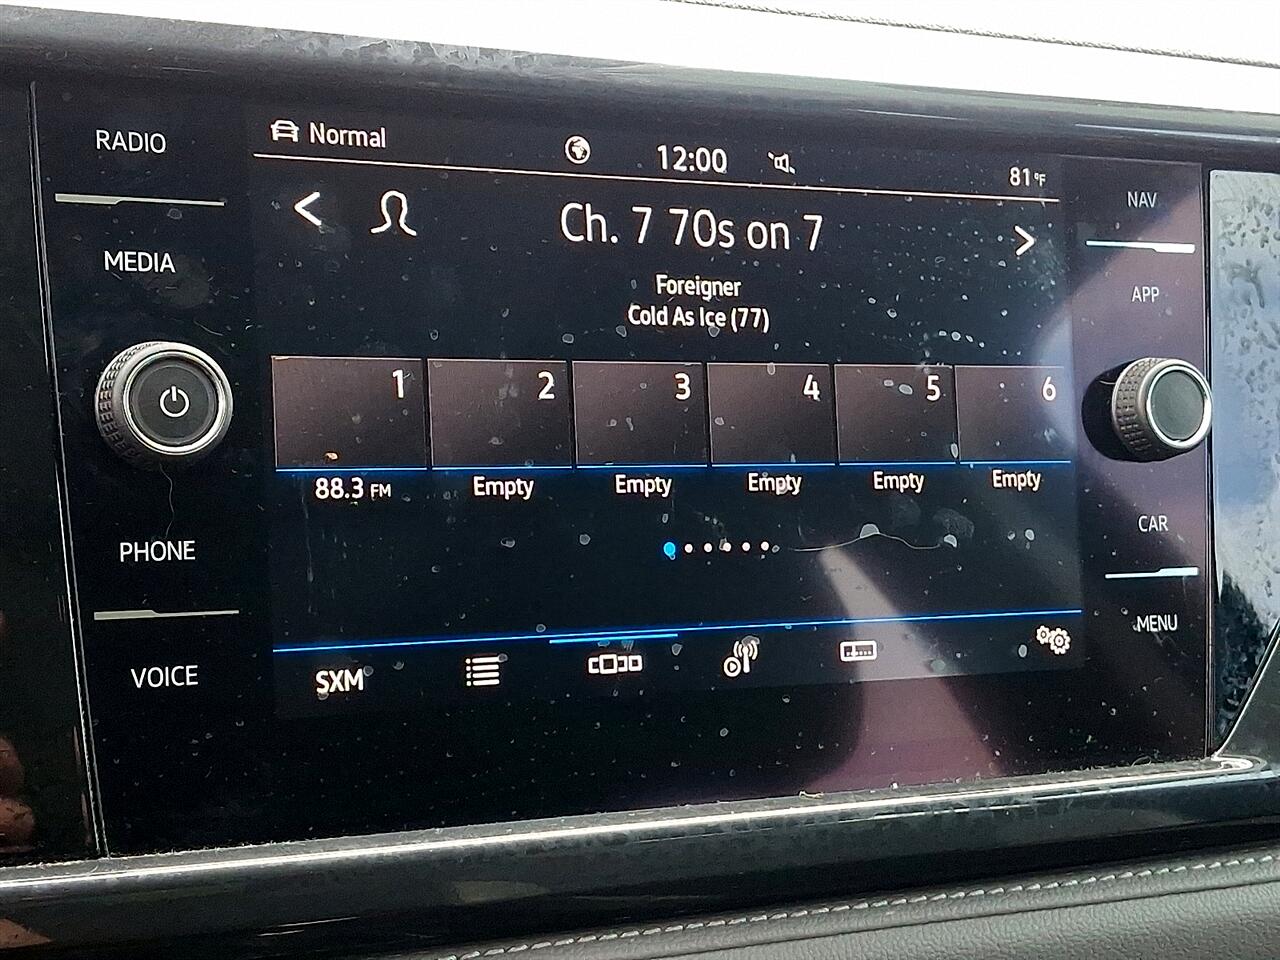 RADIO
MEDIA
PHONE
VOICE
Normal
12:00
81°F
Ch. 7 70s on 7
Foreigner
Cold As Ice (77)
1
2
3
4
5
6
88.3 FM
Empty
Empty
Empty
Empty
Empty
SXM
NAV
APP
CAR
MENU